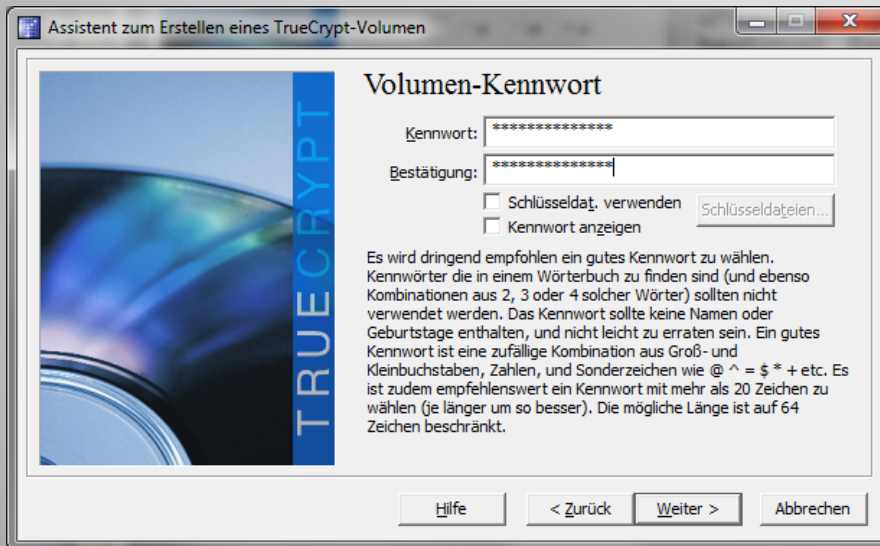 Assistent zum Erstellen eines TrueCrypt-Volumen
TRUECRYPT
Volumen-Kennwort
Kennwort: **************
Bestätigung: **************
Schlüsseldat. verwenden
Schlüsseldateien...
Kennwort anzeigen
Es wird dringend empfohlen ein gutes Kennwort zu wählen.
Kennwörter die in einem Wörterbuch zu finden sind (und ebenso
Kombinationen aus 2, 3 oder 4 solcher Wörter) sollten nicht
verwendet werden. Das Kennwort sollte keine Namen oder
Geburtstage enthalten, und nicht leicht zu erraten sein. Ein gutes
Kennwort ist eine zufällige Kombination aus Groß- und
Kleinbuchstaben, Zahlen, und Sonderzeichen wie @ ^ = $ * + etc. Es
ist zudem empfehlenswert ein Kennwort mit mehr als 20 Zeichen zu
wählen (je länger um so besser). Die mögliche Länge ist auf 64
Zeichen beschränkt.
Hilfe
< Zurück
Weiter >
Abbrechen